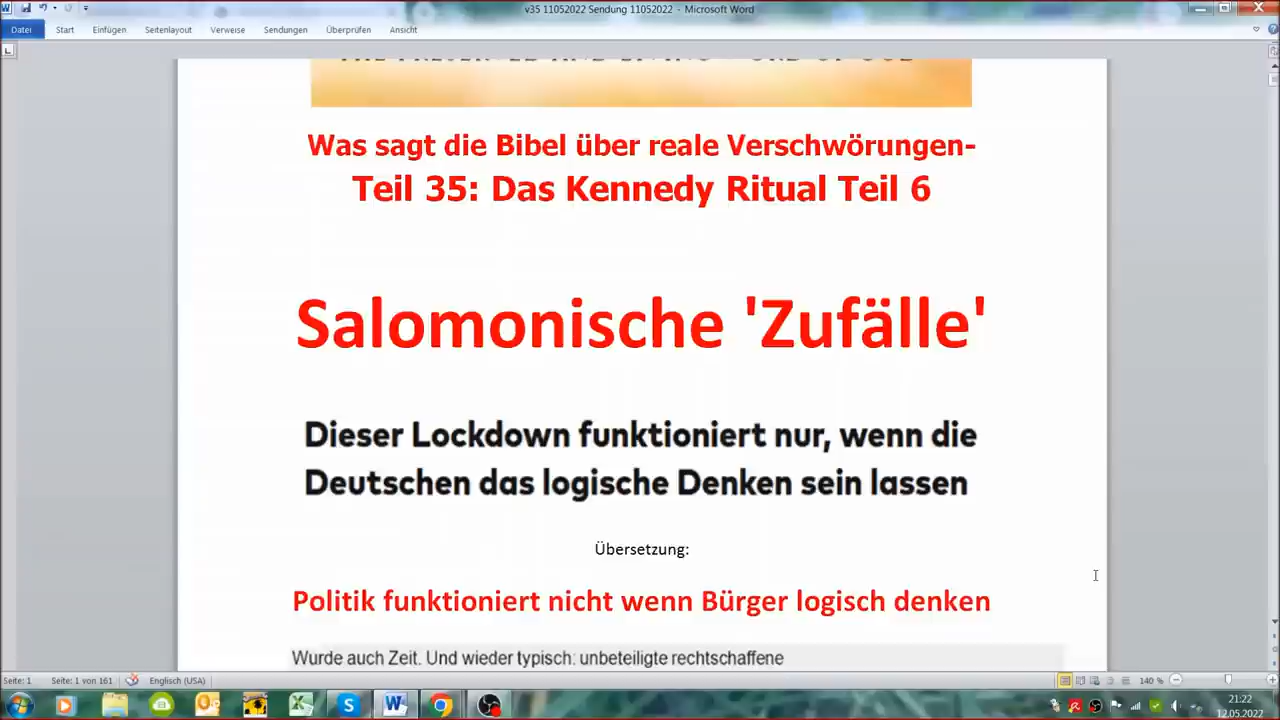 v35 11052022 Sendung 11052022 - Microsoft Word
Datei Start Einfügen Seitenlayout Verweise Sendungen Überprüfen Ansicht
Was sagt die Bibel über reale Verschwörungen-
Teil 35: Das Kennedy Ritual Teil 6
Salomonische 'Zufälle'
Dieser Lockdown funktioniert nur, wenn die
Deutschen das logische Denken sein lassen
Übersetzung:
Politik funktioniert nicht wenn Bürger logisch denken
Wurde auch Zeit. Und wieder typisch: unbeteiligte rechtschaffene
Seite: 1 Seite: 1 von 161 Englisch (USA) 140 %
21:22
12.05.2022